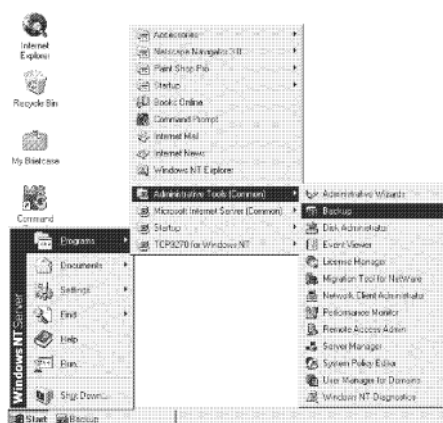 Internet
Explorer
Recycle Bin
My Briefcase
Command
Accessories
Netscape Navigator 3.0
Paint Shop Pro
Startup
Books Online
Command Prompt
Internet Mail
Internet News
Windows NT Explorer
Administrative Tools (Common)
Microsoft Internet Server (Common)
Startup
TCP3270 for Windows NT
Administrative Wizards
Backup
Disk Administrator
Event Viewer
License Manager
Migration Tool for NetWare
Network Client Administrator
Performance Monitor
Remote Access Admin
Server Manager
System Policy Editor
User Manager for Domains
Windows NT Diagnostics
Programs
Documents
Settings
Find
Help
Run...
Shut Down...
Windows NT Server
Start
Backup